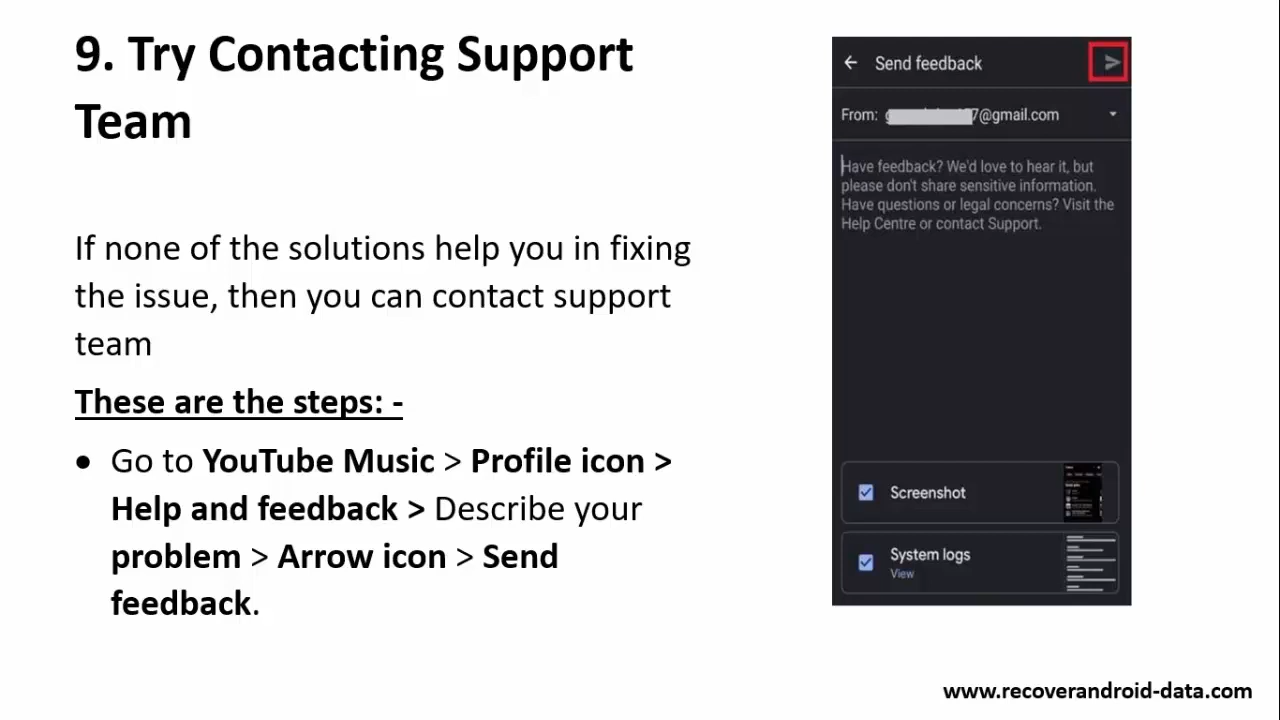 9. Try Contacting Support
Team
If none of the solutions help you in fixing
the issue, then you can contact support
team
These are the steps: -
• Go to YouTube Music > Profile icon >
Help and feedback > Describe your
problem > Arrow icon > Send
feedback.
Send feedback
From: 7@gmail.com
Have feedback? We'd love to hear it, but
please don't share sensitive information.
Have questions or legal concerns? Visit the
Help Centre or contact Support.
Screenshot
System logs
View
www.recoverandroid-data.com